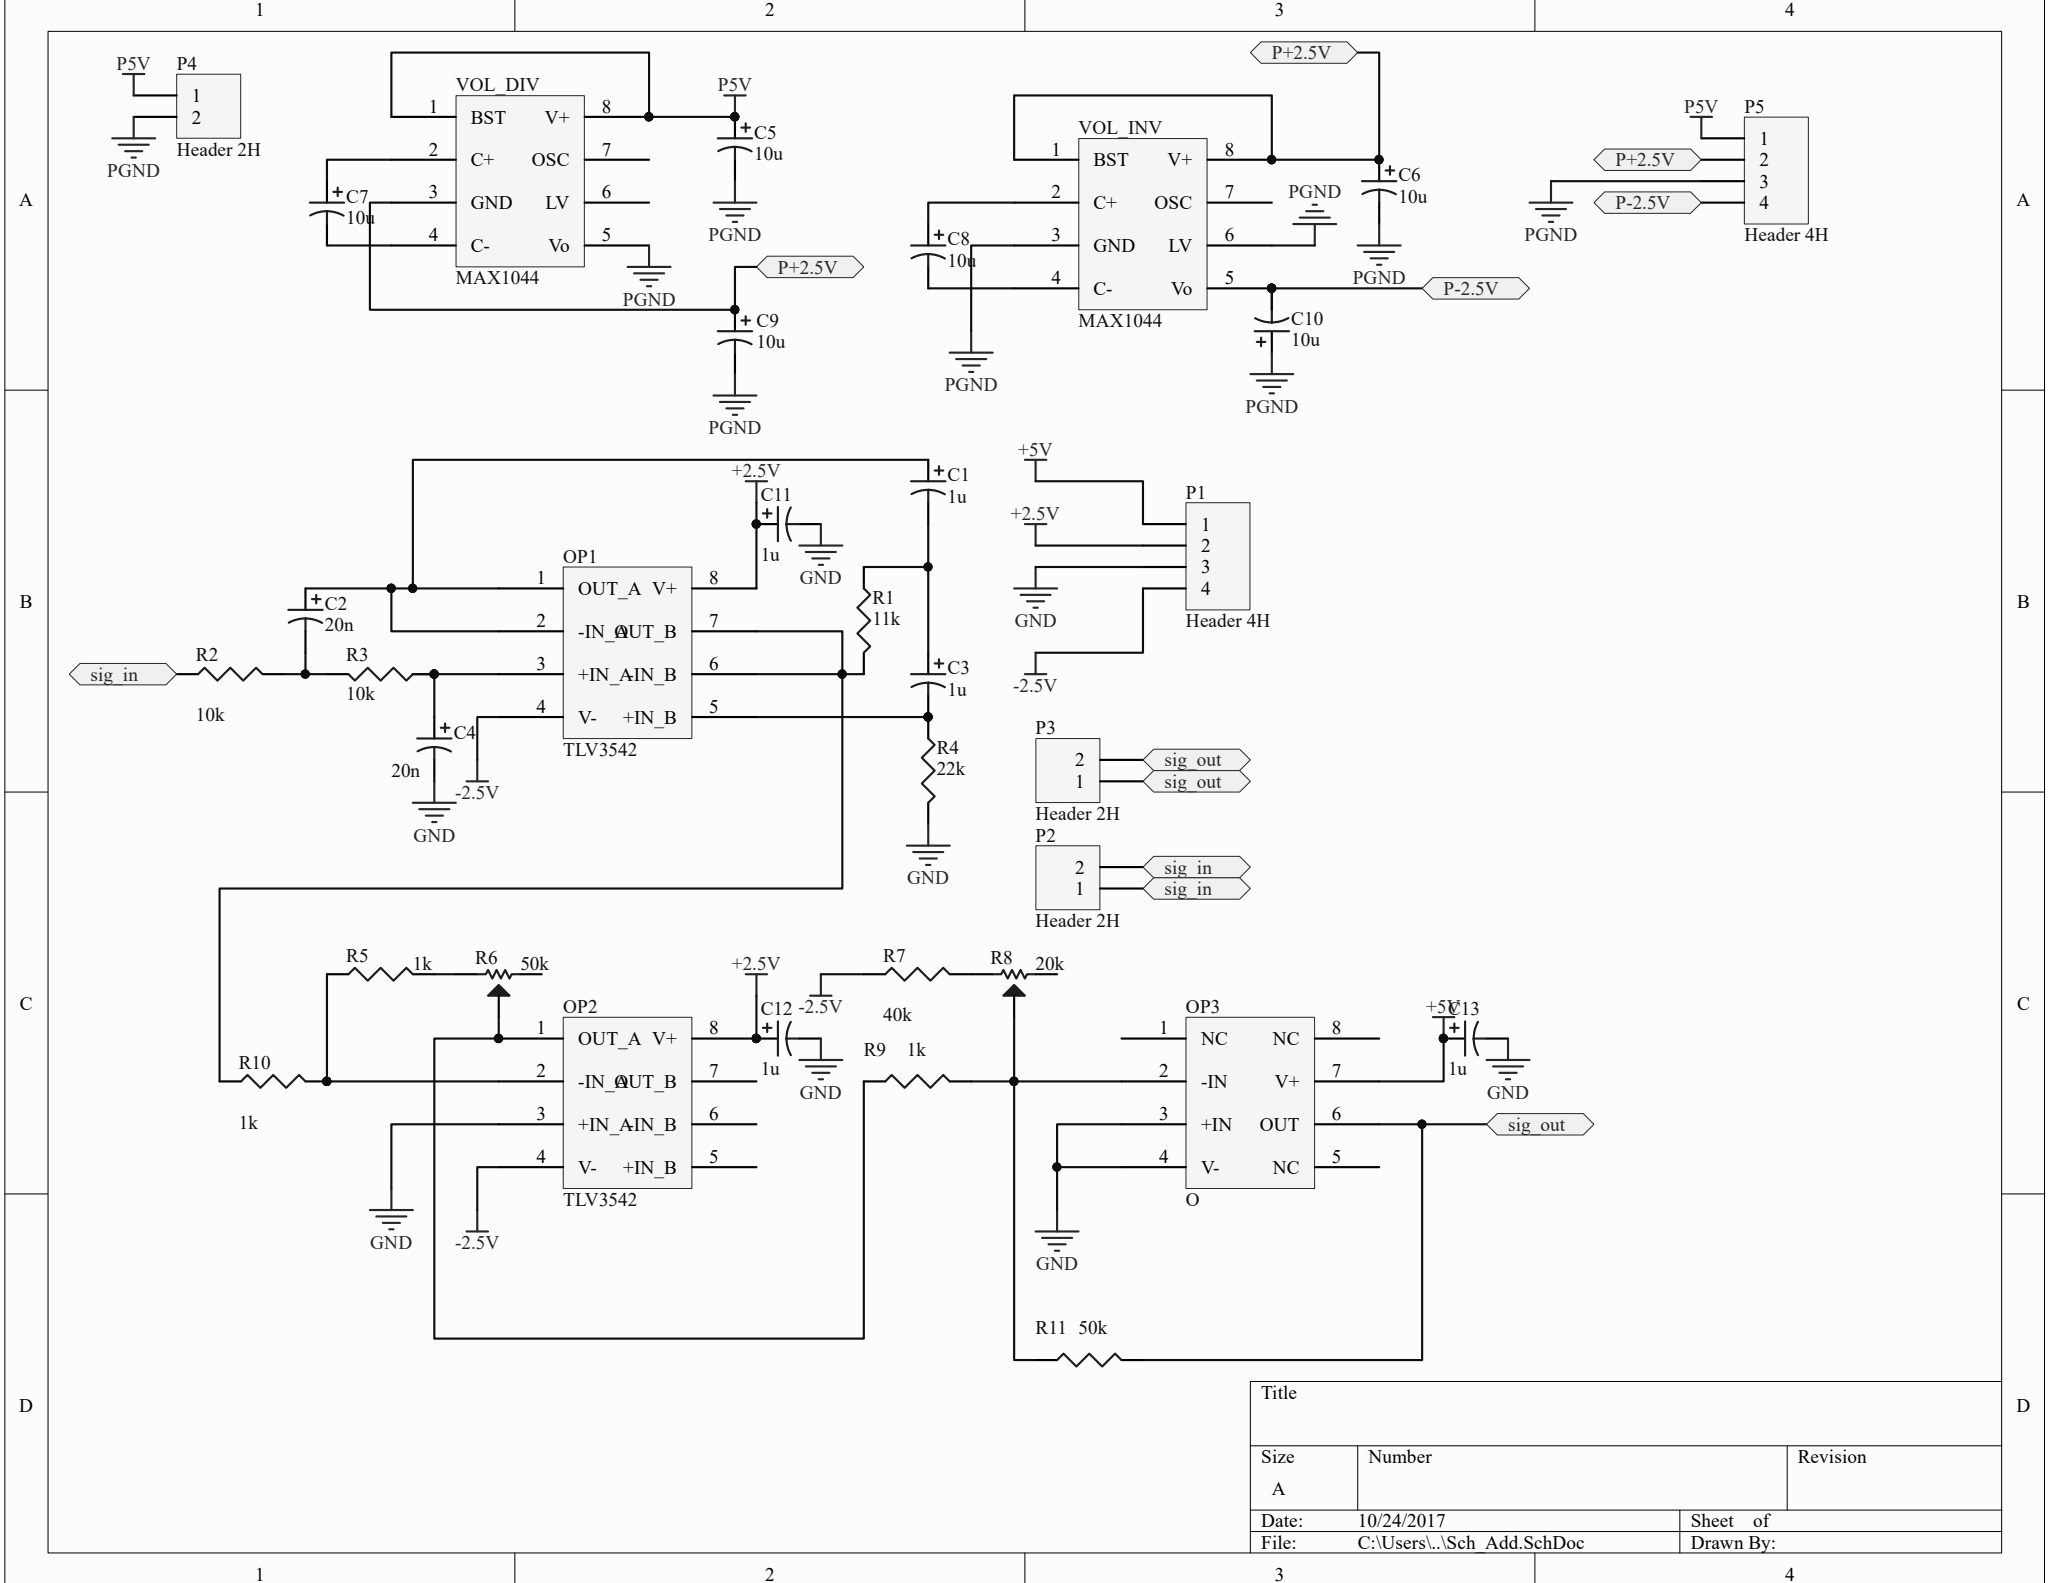 1 2 3 4
A A
B B
C C
D D
P5V P4
1
2
PGND Header 2H
VOL_DIV
1 BST V+ 8
2 C+ OSC 7
3 GND LV 6
4 C- Vo 5
MAX1044
C7
10u
P5V
C5
10u
PGND
PGND
P+2.5V
C9
10u
PGND
P+2.5V
VOL_INV
1 BST V+ 8
2 C+ OSC 7
3 GND LV 6
4 C- Vo 5
MAX1044
C8
10u
PGND
PGND
C6
10u
PGND
P-2.5V
C10
10u
PGND
P5V P5
1
P+2.5V 2
3
P-2.5V 4
PGND Header 4H
+2.5V
C11
1u
GND
C1
1u
OP1
1 OUT_A V+ 8
2 -IN_A OUT_B 7
3 +IN_A -IN_B 6
4 V- +IN_B 5
TLV3542
C2
20n
sig_in
R2
10k
R3
10k
C4
20n
-2.5V
GND
R1
11k
C3
1u
R4
22k
GND
+5V
+2.5V
P1
1
2
3
4
GND
Header 4H
-2.5V
P3
2 sig_out
1 sig_out
Header 2H
P2
2 sig_in
1 sig_in
Header 2H
R5 1k R6 50k
+2.5V
C12
1u
GND
OP2
1 OUT_A V+ 8
2 -IN_A OUT_B 7
3 +IN_A -IN_B 6
4 V- +IN_B 5
TLV3542
R10
1k
GND
-2.5V
R7 R8 20k
-2.5V
40k
R9 1k
OP3
1 NC NC 8
2 -IN V+ 7
3 +IN OUT 6
4 V- NC 5
O
GND
+5V C13
1u
GND
sig_out
R11 50k
Title
Size Number Revision
A
Date: 10/24/2017 Sheet of
File: C:\Users\..\Sch_Add.SchDoc Drawn By:
1 2 3 4